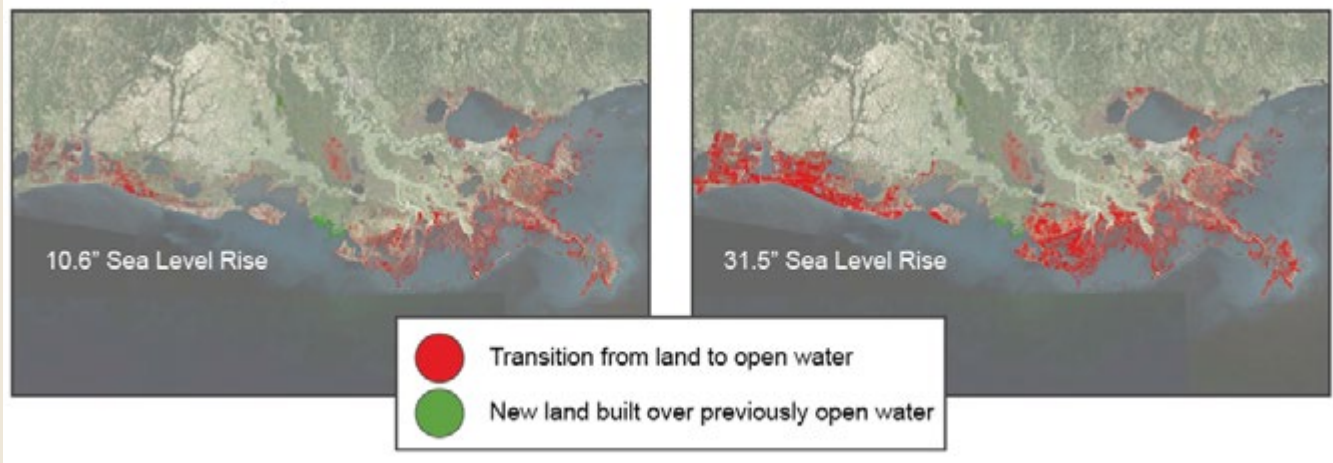 10.6” Sea Level Rise
31.5” Sea Level Rise
Transition from land to open water
New land built over previously open water